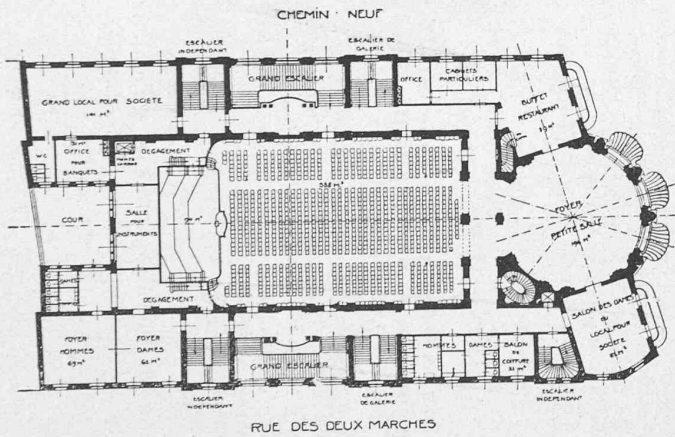 CHEMIN · NEUF
ESCALIER
INDEPENDANT
ESCALIER DE
GALERIE
GRAND ESCALIER
OFFICE
CABINETS
PARTICULIERS
GRAND LOCAL POUR SOCIETE
BUFFET
RESTAURANT
W.C.
OFFICE
POUR
BANQUETS
DEGAGEMENT
COUR
SALLE
POUR
INSTRUMENTS
FOYER
OU
PETITE SALLE
DAMES
DEGAGEMENT
SALON DES DAMES
OU
LOCAL POUR
SOCIETE
FOYER
HOMMES
FOYER
DAMES
62 M²
HOMMES
DAMES
SALON
DE
COIFFURE
GRAND ESCALIER
ESCALIER
INDEPENDANT
ESCALIER
DE GALERIE
ESCALIER
INDEPENDANT
RUE DES DEUX MARCHES